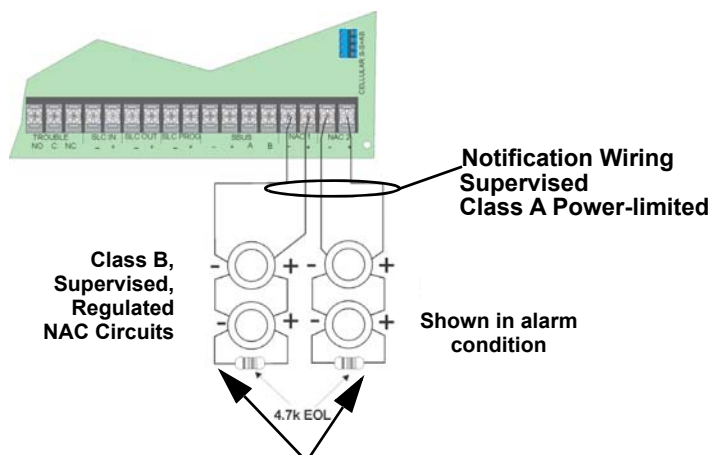 CELLULAR S-S+AB
TROUBLE SLC IN SLC OUT SLC PROG SBUS NAC 1 NAC 2
NO C NC - + - + - + - + A B - + - +
Notification Wiring
Supervised
Class A Power-limited
Class B,
Supervised,
Regulated
NAC Circuits
- + - +
- + - +
Shown in alarm
condition
4.7k EOL